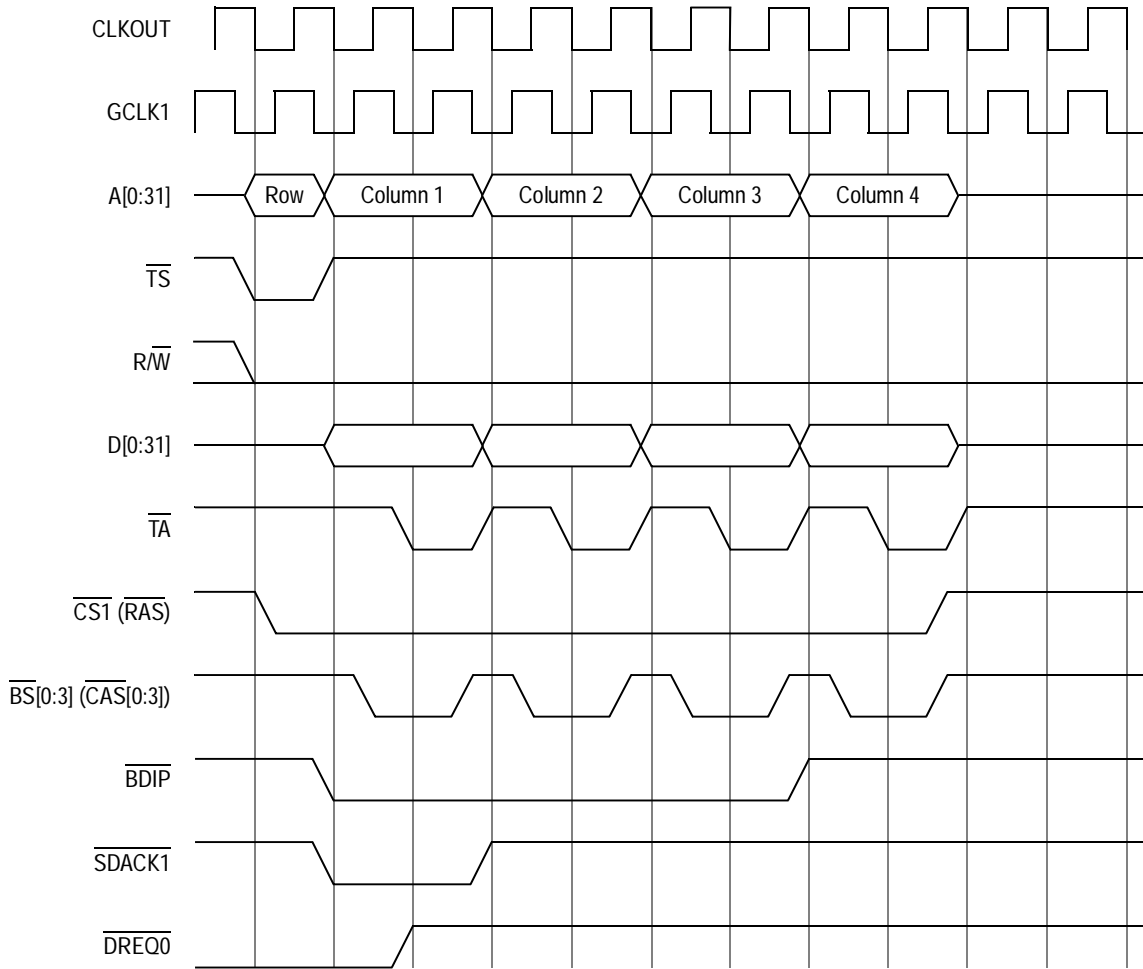 CLKOUT
GCLK1
A[0:31]
Row
Column 1
Column 2
Column 3
Column 4
TS
R/W
D[0:31]
TA
CS1 (RAS)
BS[0:3] (CAS[0:3])
BDIP
SDACK1
DREQ0